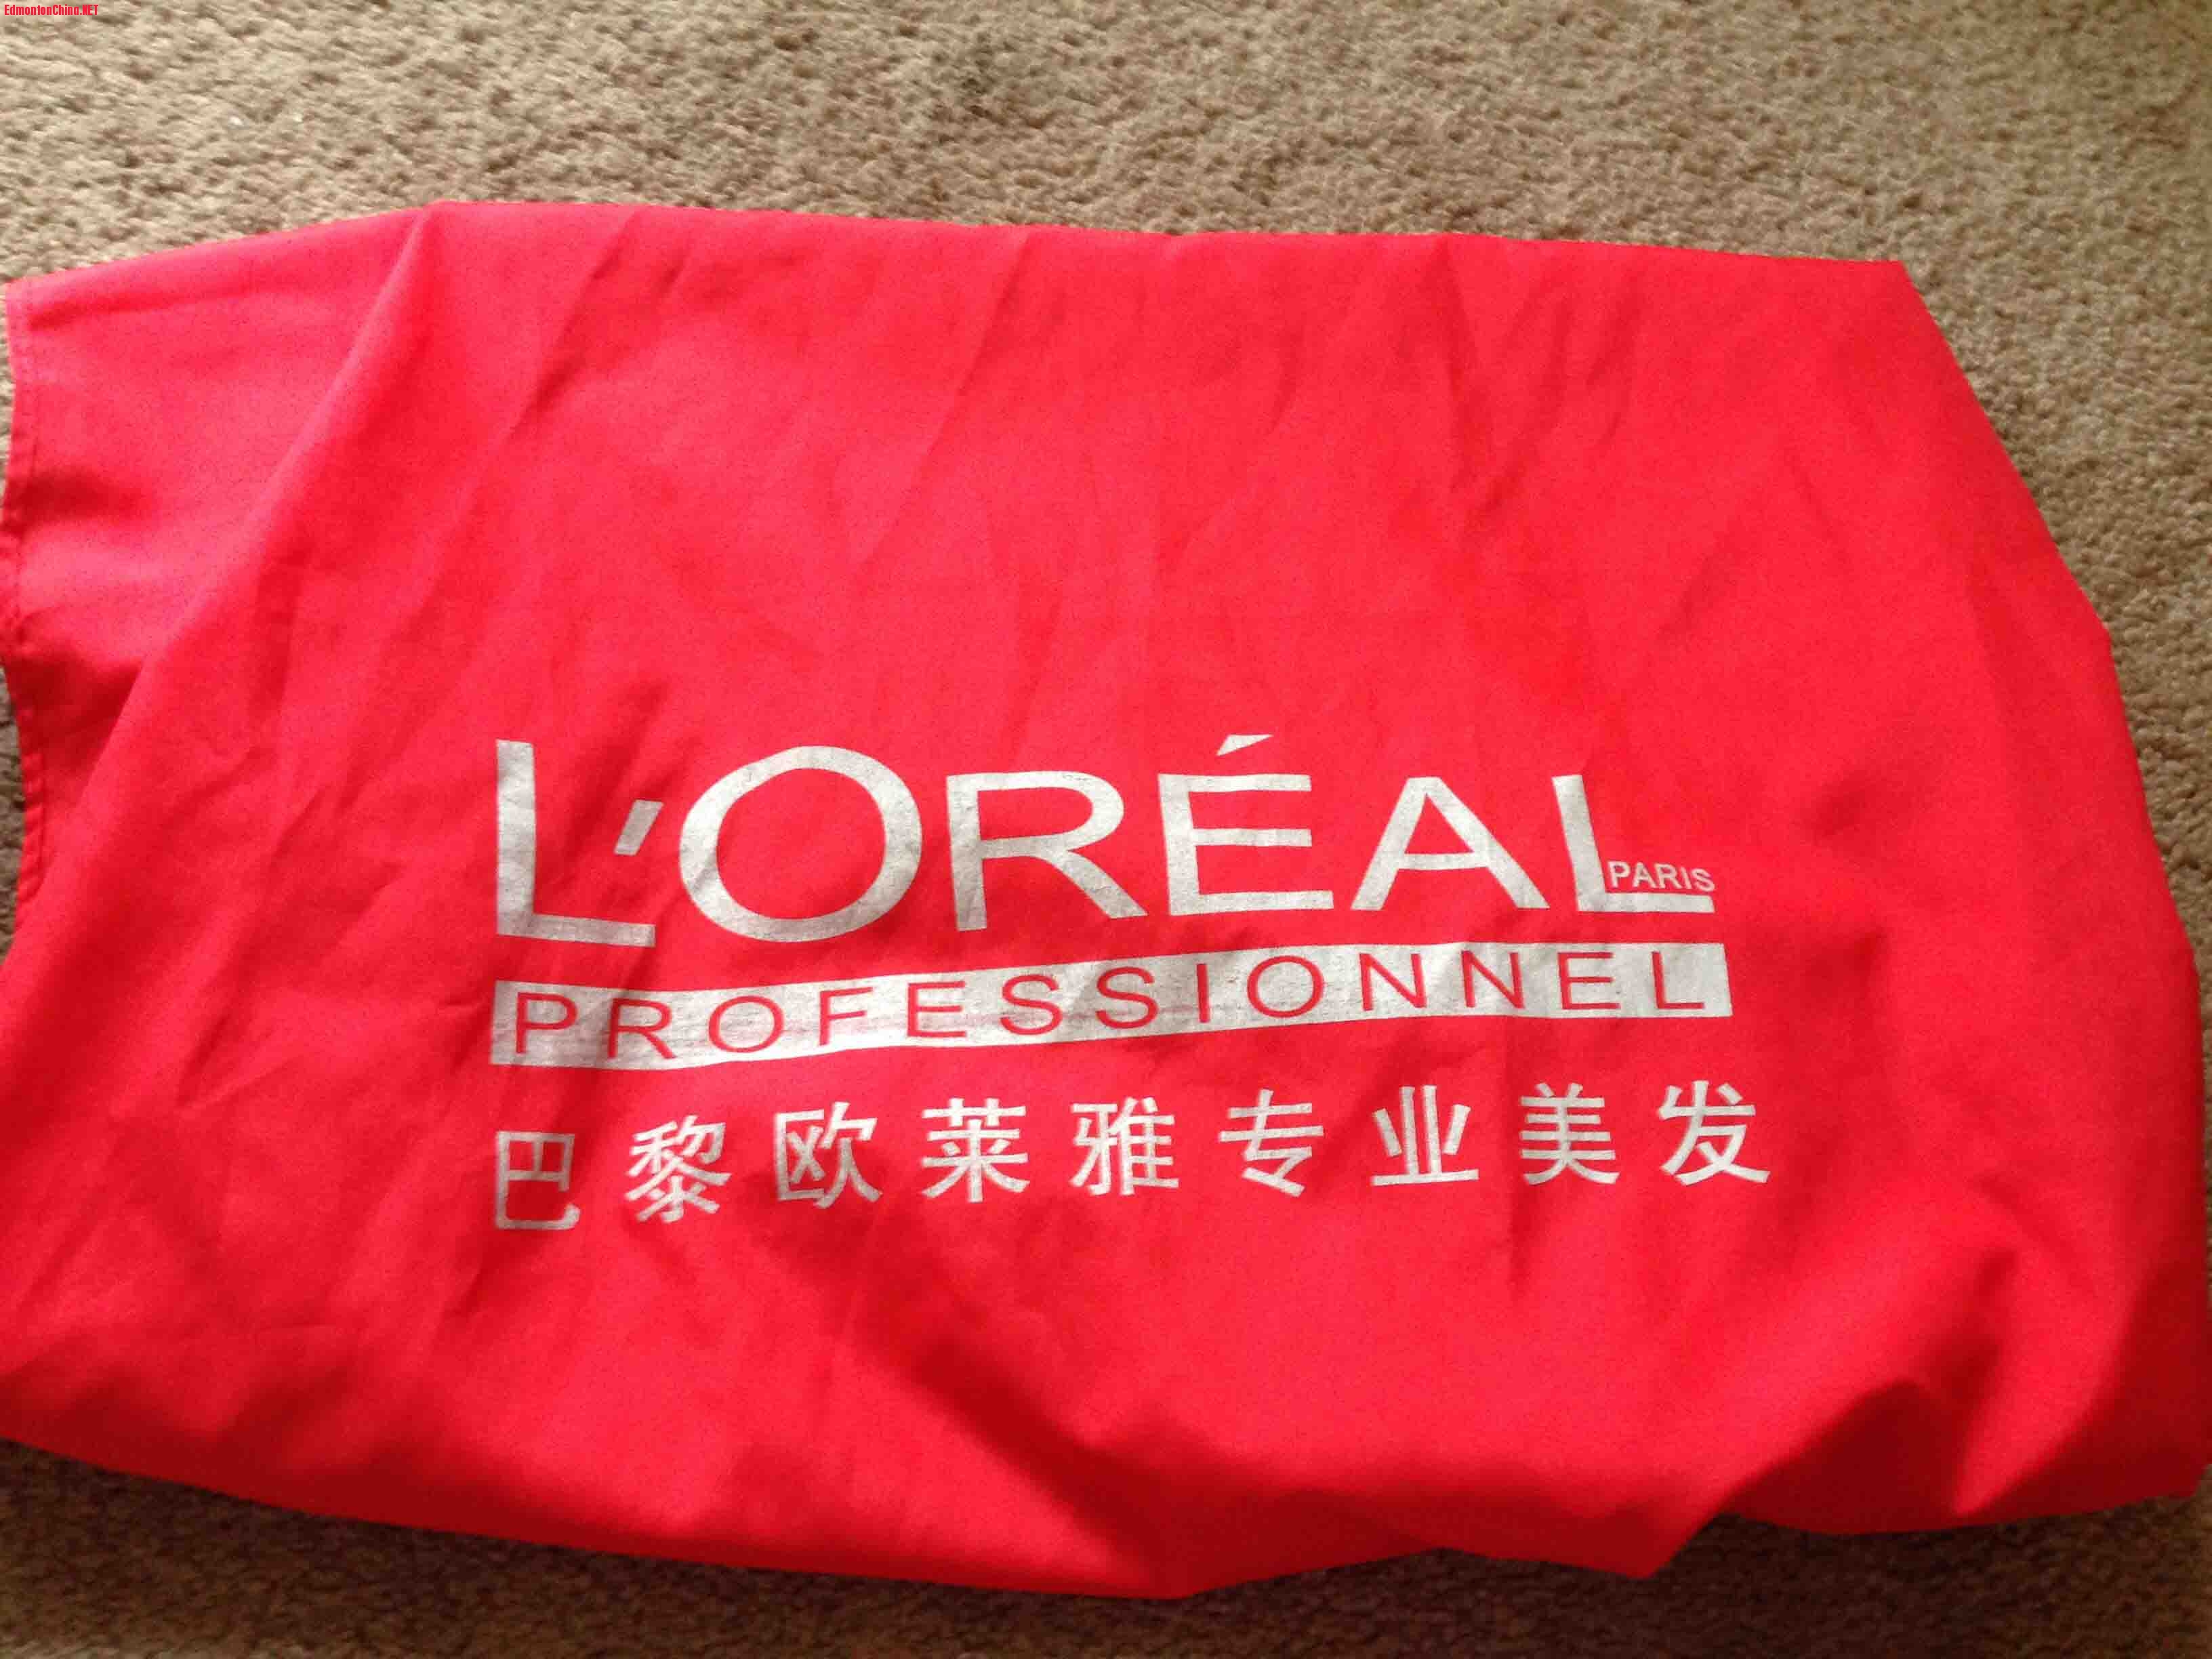 EdmontonChina.NET
L'ORÉAL
PARIS
PROFESSIONNEL
巴黎欧莱雅专业美发